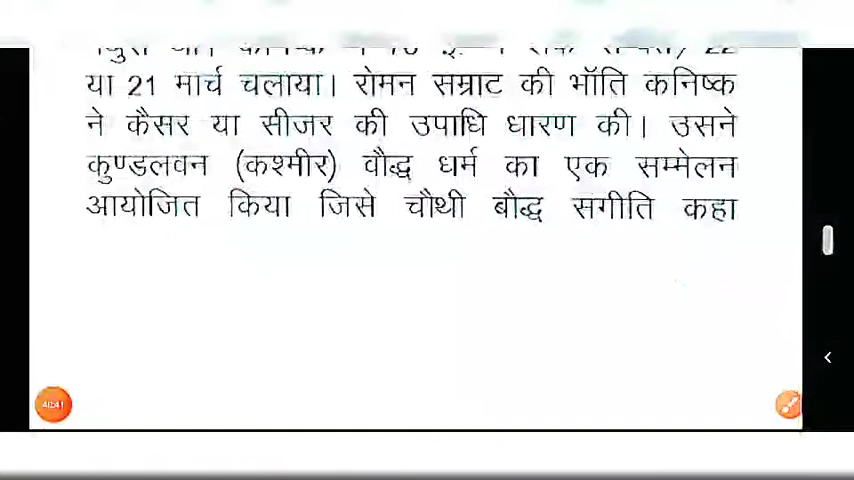 या 21 मार्च चलाया। रोमन सम्राट की भॉति कनिष्क
ने कैसर या सीजर की उपाधि धारण की। उसने
कुण्डलवन (कश्मीर) वौद्ध धर्म का एक सम्मेलन
आयोजित किया जिसे चौथी बौद्ध सगीति कहा